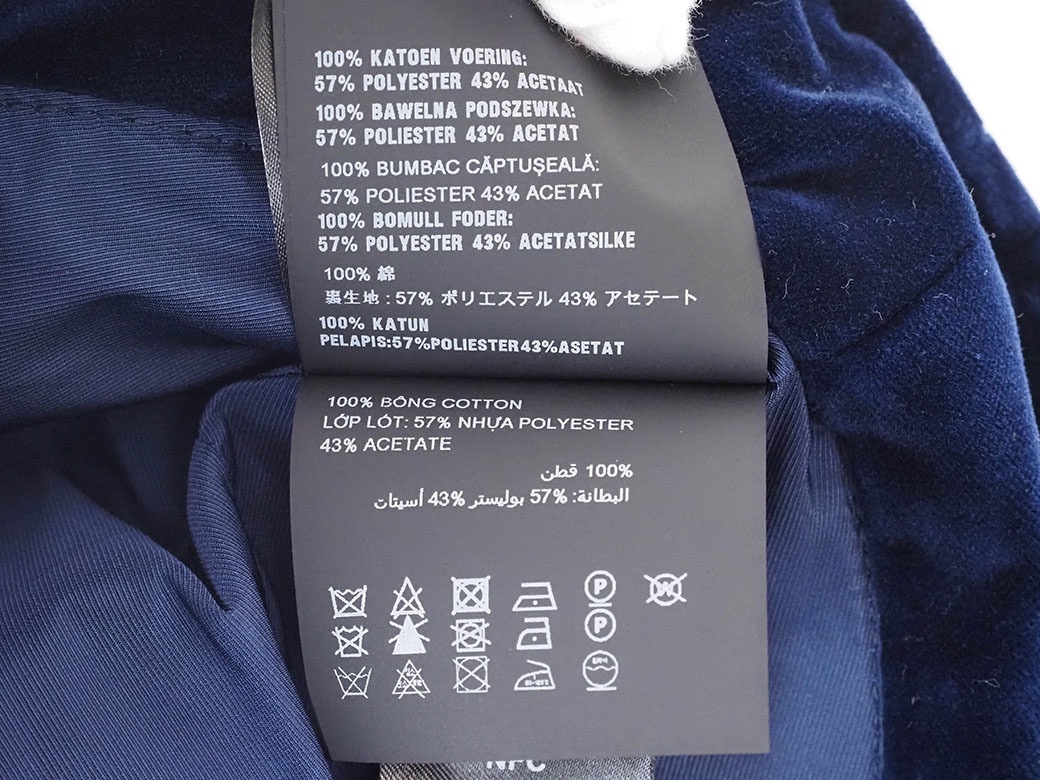 100% KATOEN VOERING:
57% POLYESTER 43% ACETAAT
100% BAWELNA PODSZEWKA:
57% POLIESTER 43% ACETAT
100% BUMBAC CĂPTUŞEALĂ:
57% POLIESTER 43% ACETAT
100% BOMULL FODER:
57% POLYESTER 43% ACETATSILKE
100% 綿
裏生地 : 57% ポリエステル 43% アセテート
100% KATUN
PELAPIS:57%POLIESTER43%ASETAT
100% BÔNG COTTON
LỚP LÓT: 57% NHỰA POLYESTER
43% ACETATE
100% قطن
البطانة: 57% بوليستر 43% أسيتات
P W
P